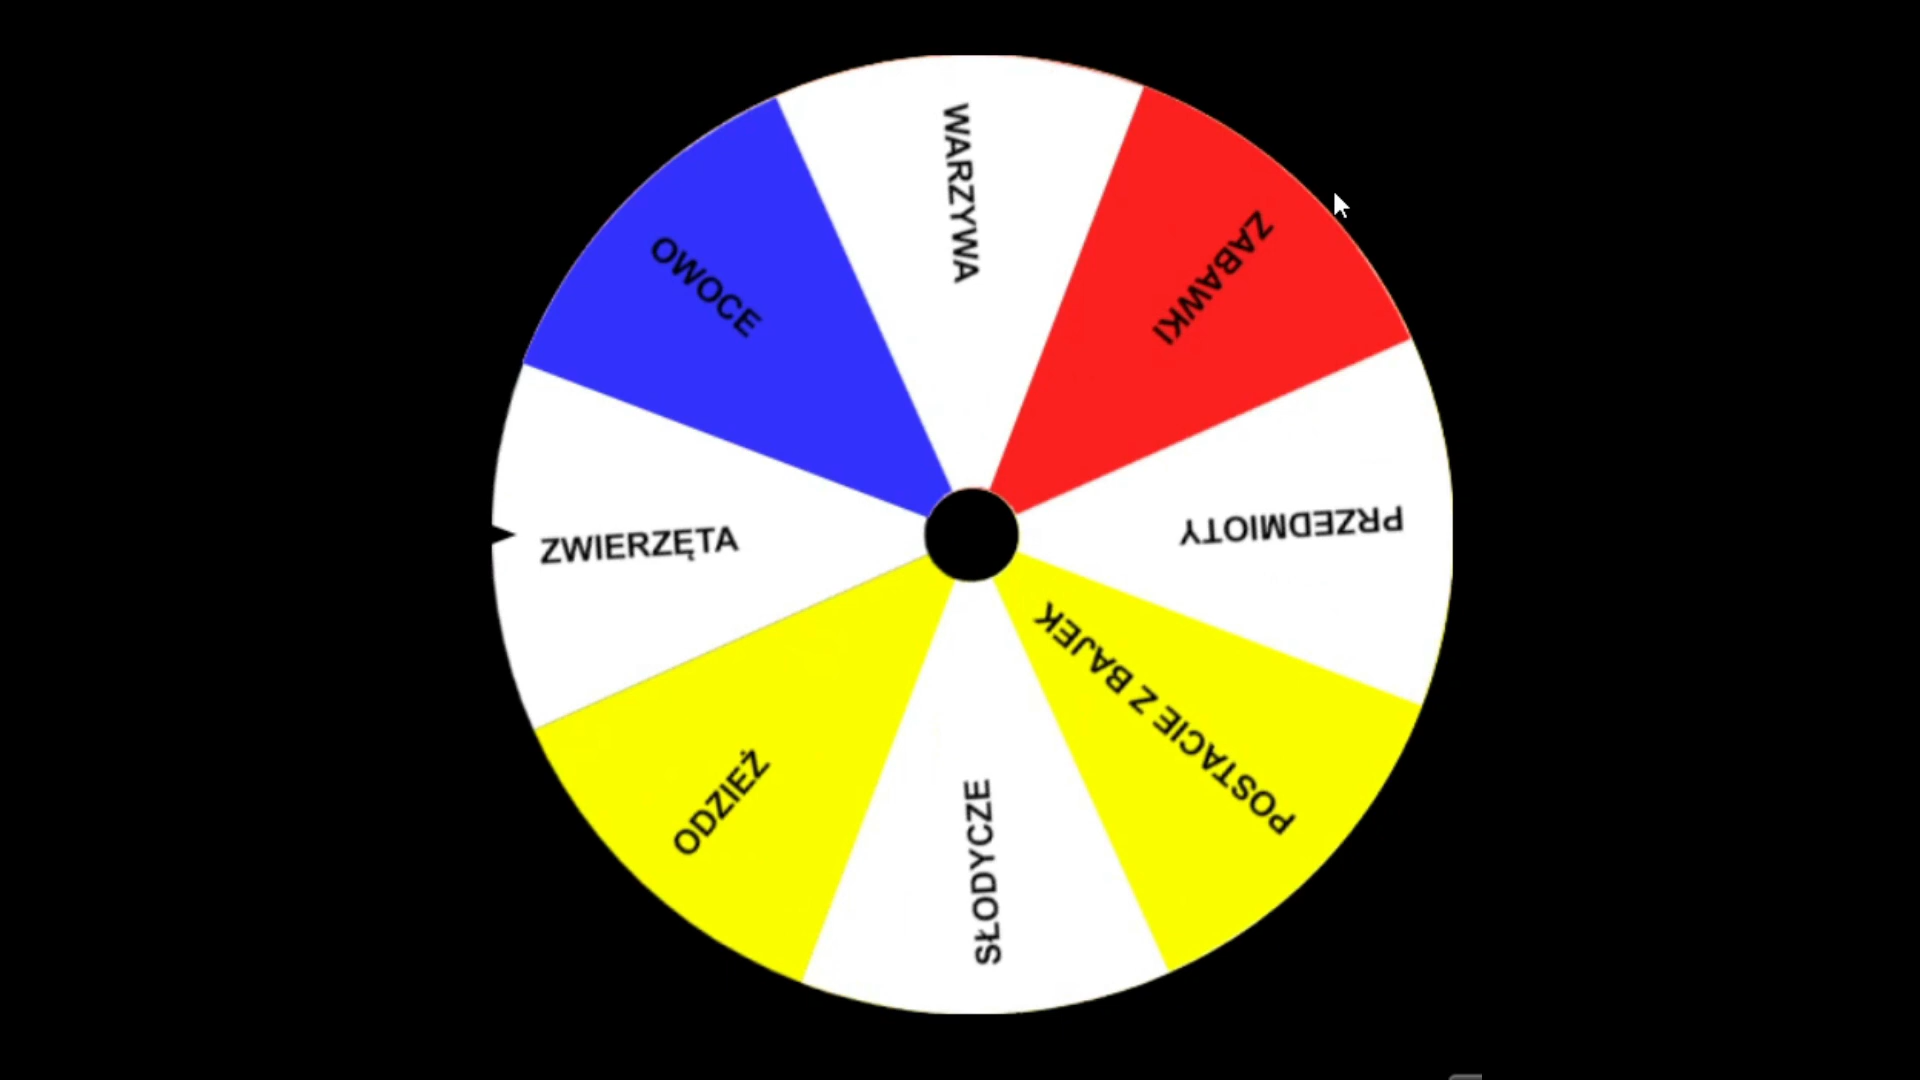 WARZYWA
ZABAWKI
PRZEDMIOTY
POSTACIE Z BAJEK
SŁODYCZE
ODZIEŻ
ZWIERZĘTA
OWOCE